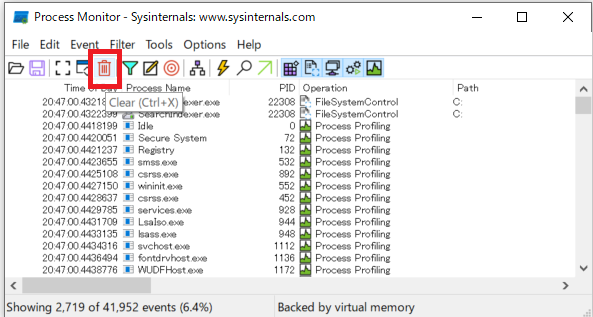 Process Monitor - Sysinternals: www.sysinternals.com
File Edit Event Filter Tools Options Help
Time of Day Process Name PID Operation Path
20:47:00.432218 Indexer.exe 22308 FileSystemControl C:
20:47:00.4322399 SearchIndexer.exe 22308 FileSystemControl C:
Clear (Ctrl+X)
20:47:00.4418199 Idle 0 Process Profiling
20:47:00.4420051 Secure System 72 Process Profiling
20:47:00.4421237 Registry 132 Process Profiling
20:47:00.4423655 smss.exe 532 Process Profiling
20:47:00.4425108 csrss.exe 892 Process Profiling
20:47:00.4427150 wininit.exe 552 Process Profiling
20:47:00.4428637 csrss.exe 452 Process Profiling
20:47:00.4429785 services.exe 928 Process Profiling
20:47:00.4431709 LsaIso.exe 944 Process Profiling
20:47:00.4433135 lsass.exe 948 Process Profiling
20:47:00.4434316 svchost.exe 1112 Process Profiling
20:47:00.4436494 fontdrvhost.exe 1136 Process Profiling
20:47:00.4438776 WUDFHost.exe 1172 Process Profiling
Showing 2,719 of 41,952 events (6.4%) Backed by virtual memory